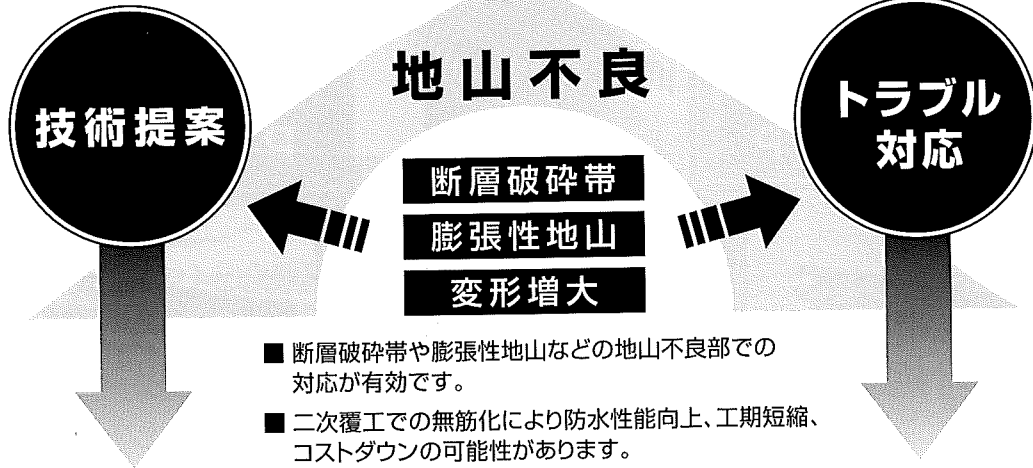 地山不良
技術提案
トラブル
対応
断層破砕帯
膨張性地山
変形増大
■ 断層破砕帯や膨張性地山などの地山不良部での
対応が有効です。
■ 二次覆工での無筋化により防水性能向上、工期短縮、
コストダウンの可能性があります。